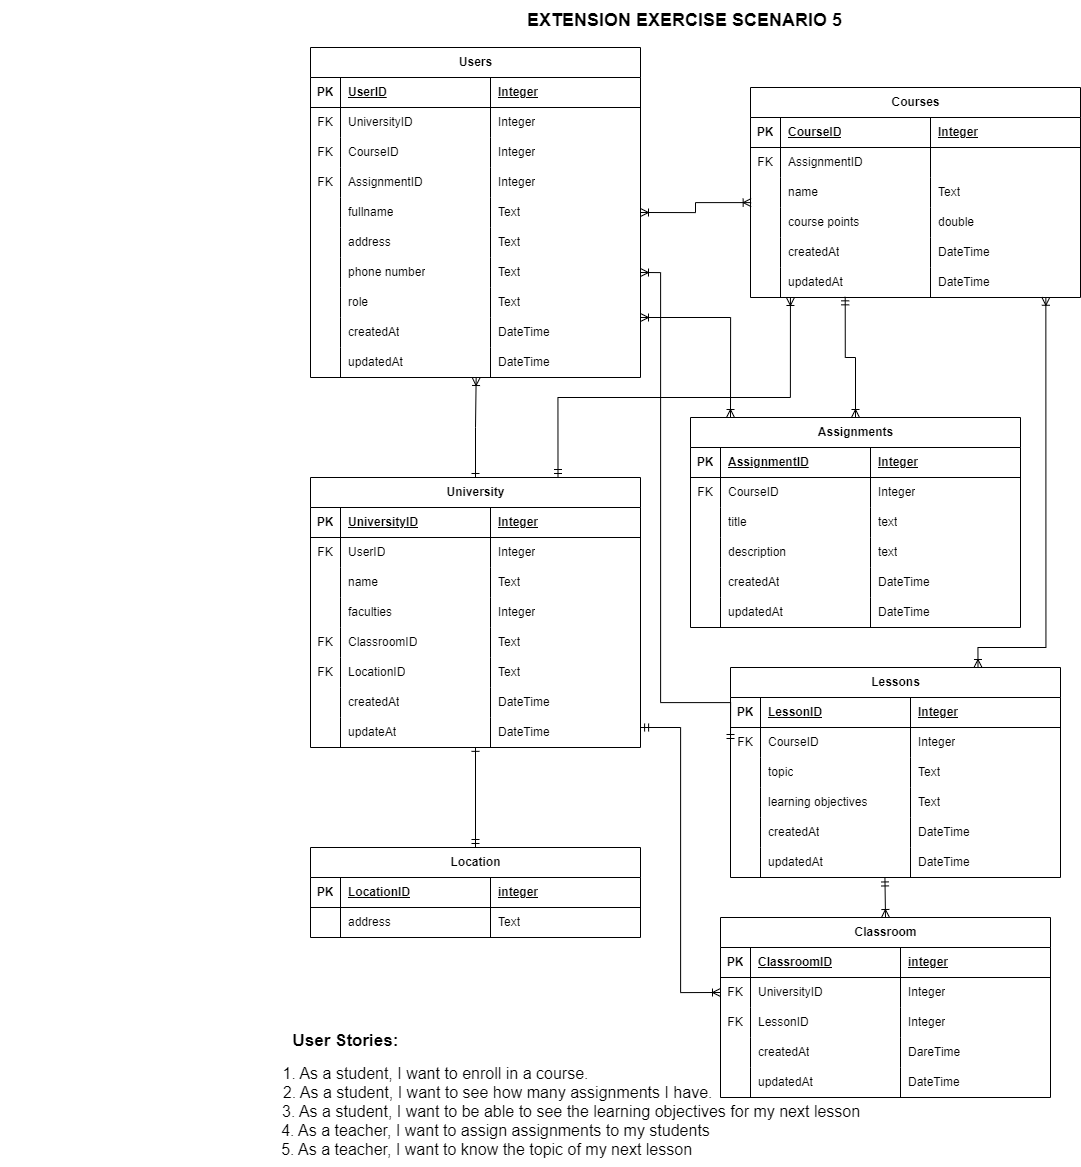 EXTENSION EXERCISE SCENARIO 5
Users
PK UserID Integer
FK UniversityID Integer
FK CourseID Integer
FK AssignmentID Integer
fullname Text
address Text
phone number Text
role Text
createdAt DateTime
updatedAt DateTime
Courses
PK CourseID Integer
FK AssignmentID
name Text
course points double
createdAt DateTime
updatedAt DateTime
Assignments
PK AssignmentID Integer
FK CourseID Integer
title text
description text
createdAt DateTime
updatedAt DateTime
University
PK UniversityID Integer
FK UserID Integer
name Text
faculties Integer
FK ClassroomID Text
FK LocationID Text
createdAt DateTime
updateAt DateTime
Lessons
PK LessonID Integer
FK CourseID Integer
topic Text
learning objectives Text
createdAt DateTime
updatedAt DateTime
Location
PK LocationID integer
address Text
Classroom
PK ClassroomID integer
FK UniversityID Integer
FK LessonID Integer
createdAt DareTime
updatedAt DateTime
User Stories:
1. As a student, I want to enroll in a course.
2. As a student, I want to see how many assignments I have.
3. As a student, I want to be able to see the learning objectives for my next lesson
4. As a teacher, I want to assign assignments to my students
5. As a teacher, I want to know the topic of my next lesson